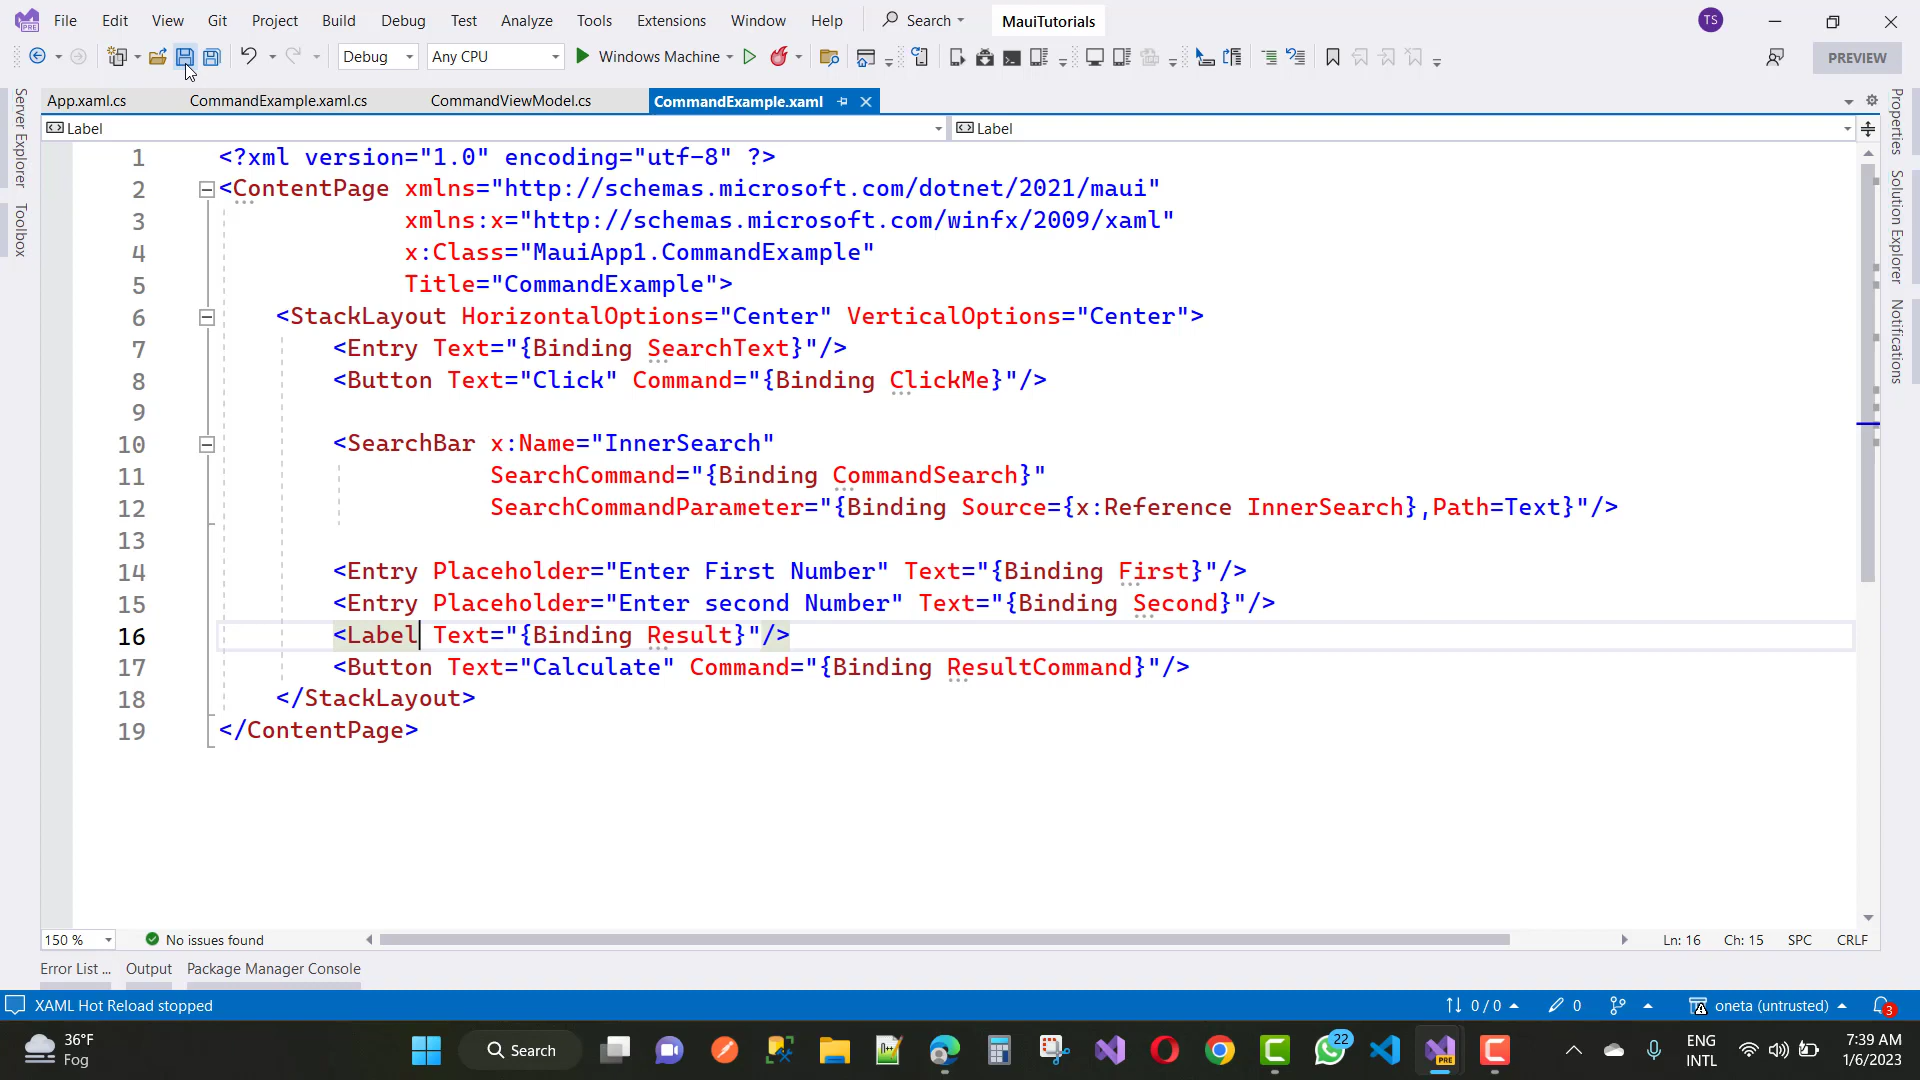 File Edit View Git Project Build Debug Test Analyze Tools Extensions Window Help Search MauiTutorials TS
Debug Any CPU Windows Machine PREVIEW
App.xaml.cs CommandExample.xaml.cs CommandViewModel.cs CommandExample.xaml
Label Label
Server Explorer
Toolbox
Properties
Solution Explorer
Notifications
1 <?xml version="1.0" encoding="utf-8" ?>
2 <ContentPage xmlns="http://schemas.microsoft.com/dotnet/2021/maui"
3 xmlns:x="http://schemas.microsoft.com/winfx/2009/xaml"
4 x:Class="MauiApp1.CommandExample"
5 Title="CommandExample">
6 <StackLayout HorizontalOptions="Center" VerticalOptions="Center">
7 <Entry Text="{Binding SearchText}"/>
8 <Button Text="Click" Command="{Binding ClickMe}"/>
9
10 <SearchBar x:Name="InnerSearch"
11 SearchCommand="{Binding CommandSearch}"
12 SearchCommandParameter="{Binding Source={x:Reference InnerSearch},Path=Text}"/>
13
14 <Entry Placeholder="Enter First Number" Text="{Binding First}"/>
15 <Entry Placeholder="Enter second Number" Text="{Binding Second}"/>
16 <Label Text="{Binding Result}"/>
17 <Button Text="Calculate" Command="{Binding ResultCommand}"/>
18 </StackLayout>
19 </ContentPage>
150 % No issues found Ln: 16 Ch: 15 SPC CRLF
Error List ... Output Package Manager Console
XAML Hot Reload stopped 0 / 0 0 oneta (untrusted) 3
36°F
Fog
Search
22
PRE
ENG
INTL
7:39 AM
1/6/2023